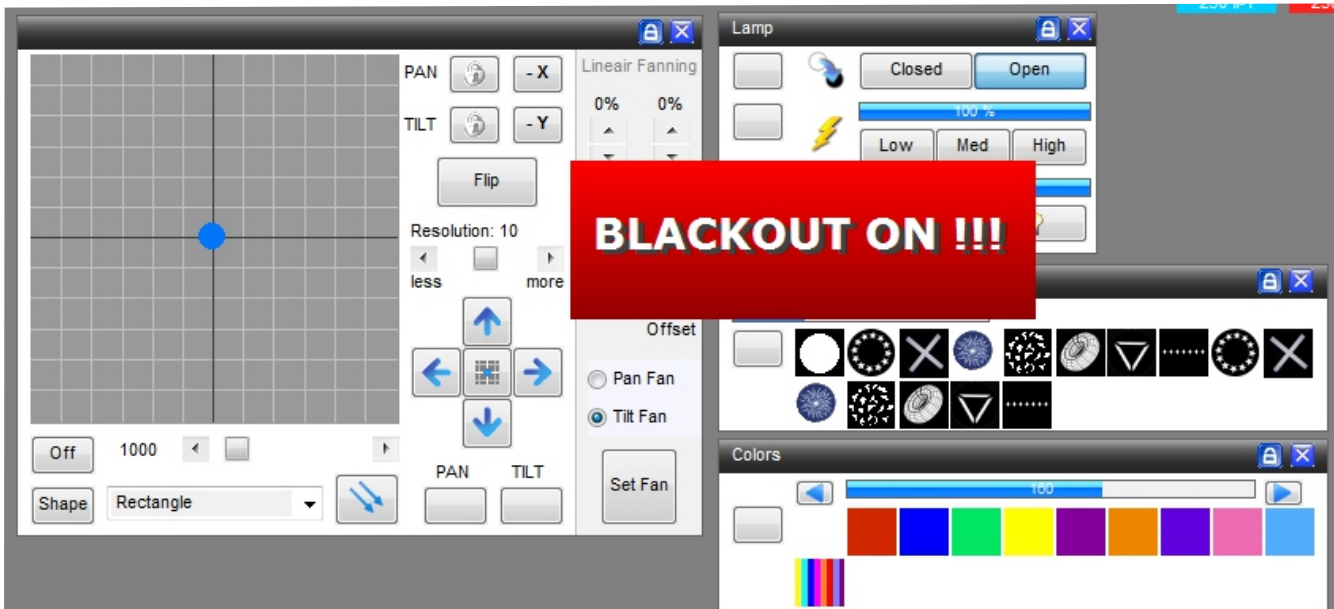 PAN
- X
TILT
- Y
Flip
Resolution: 10
less more
PAN TILT
Off 1000
Shape Rectangle
Lineair Fanning
0% 0%
Offset
Pan Fan
Tilt Fan
Set Fan
BLACKOUT ON !!!
Lamp
Closed Open
100 %
Low Med High
Colors
160